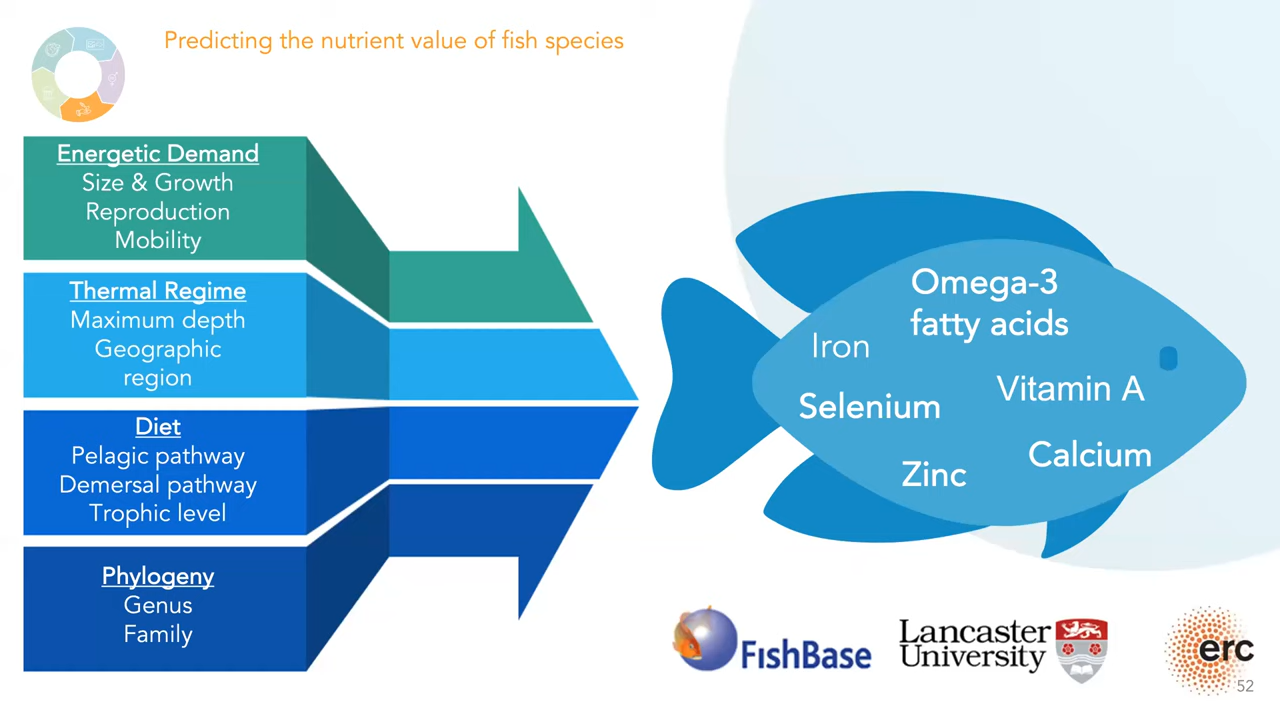 Predicting the nutrient value of fish species
Energetic Demand
Size & Growth
Reproduction
Mobility
Thermal Regime
Maximum depth
Geographic
region
Diet
Pelagic pathway
Demersal pathway
Trophic level
Phylogeny
Genus
Family
Omega-3
fatty acids
Iron
Vitamin A
Selenium
Calcium
Zinc
FishBase
Lancaster
University
erc
52